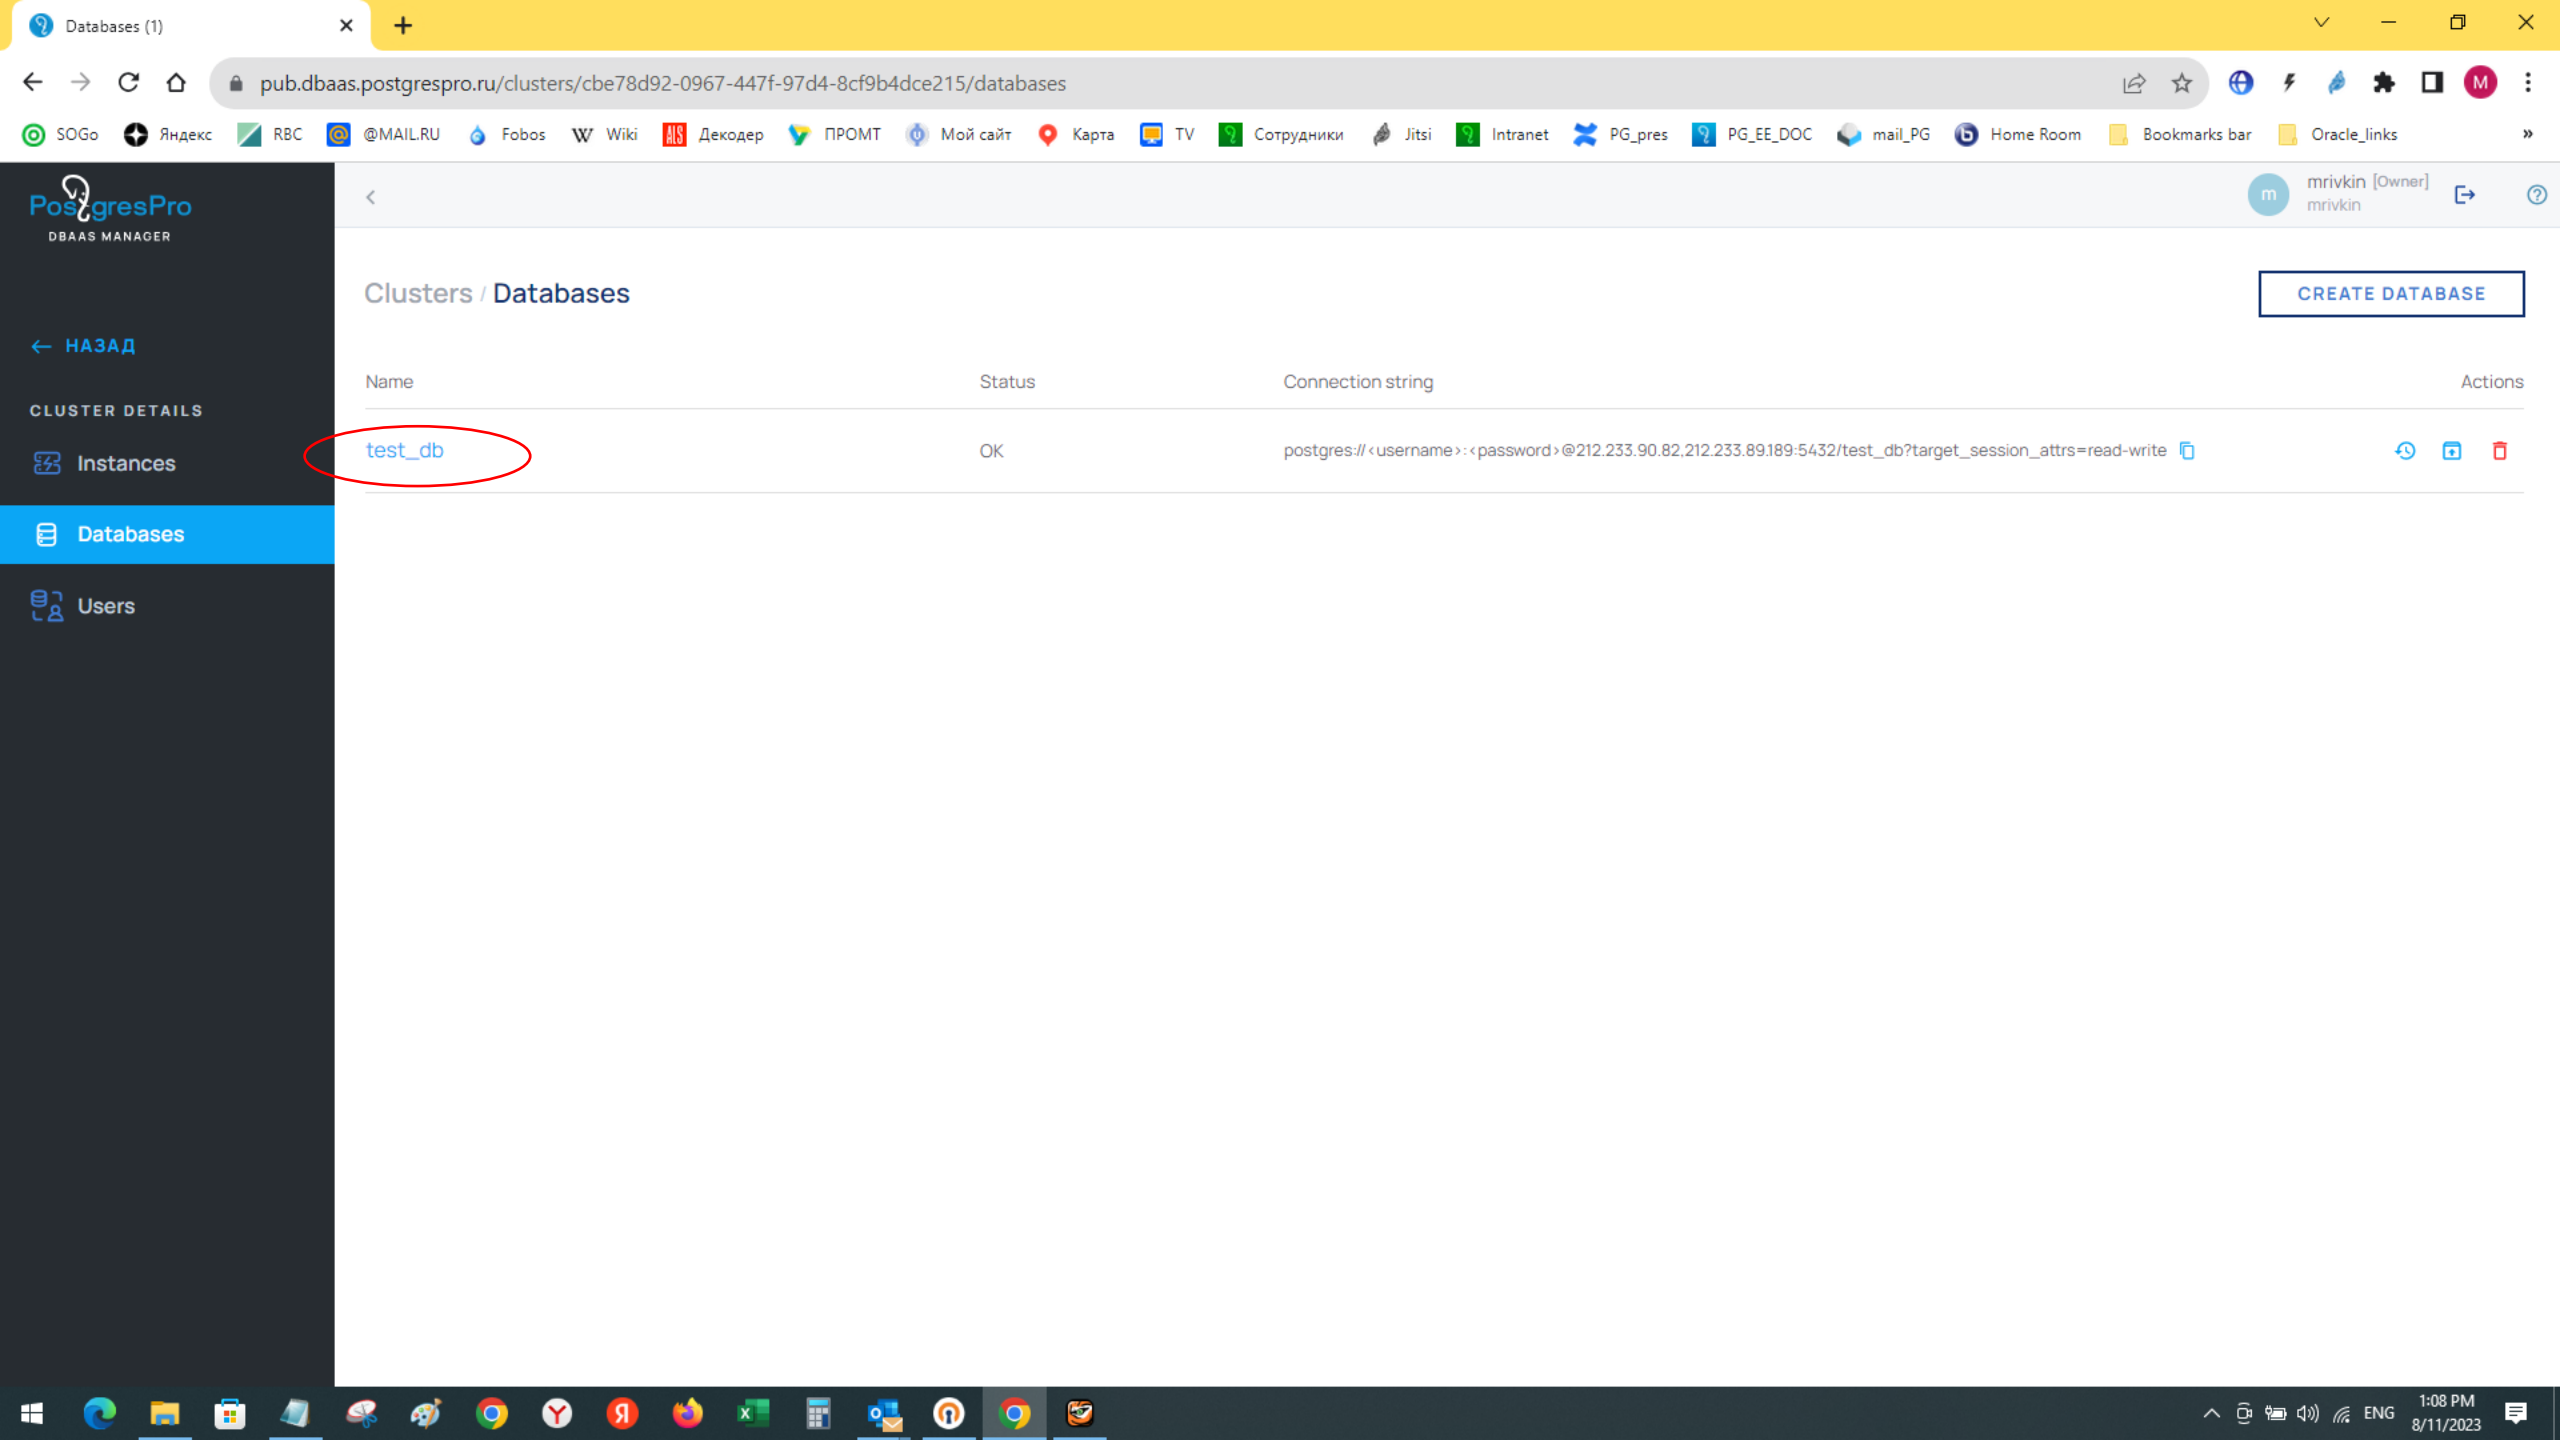 Databases (1)
pub.dbaas.postgrespro.ru/clusters/cbe78d92-0967-447f-97d4-8cf9b4dce215/databases
M
SOGo Яндекс RBC @MAIL.RU Fobos Wiki Декодер ПРОМТ Мой сайт Карта TV Сотрудники Jitsi Intranet PG_pres PG_EE_DOC mail_PG Home Room Bookmarks bar Oracle_links »
PostgresPro
DBAAS MANAGER
m
mrivkin [Owner]
mrivkin
Clusters / Databases
CREATE DATABASE
НАЗАД
Name Status Connection string Actions
CLUSTER DETAILS
test_db OK postgres://<username>:<password>@212.233.90.82,212.233.89.189:5432/test_db?target_session_attrs=read-write
Instances
Databases
Users
ENG
1:08 PM
8/11/2023